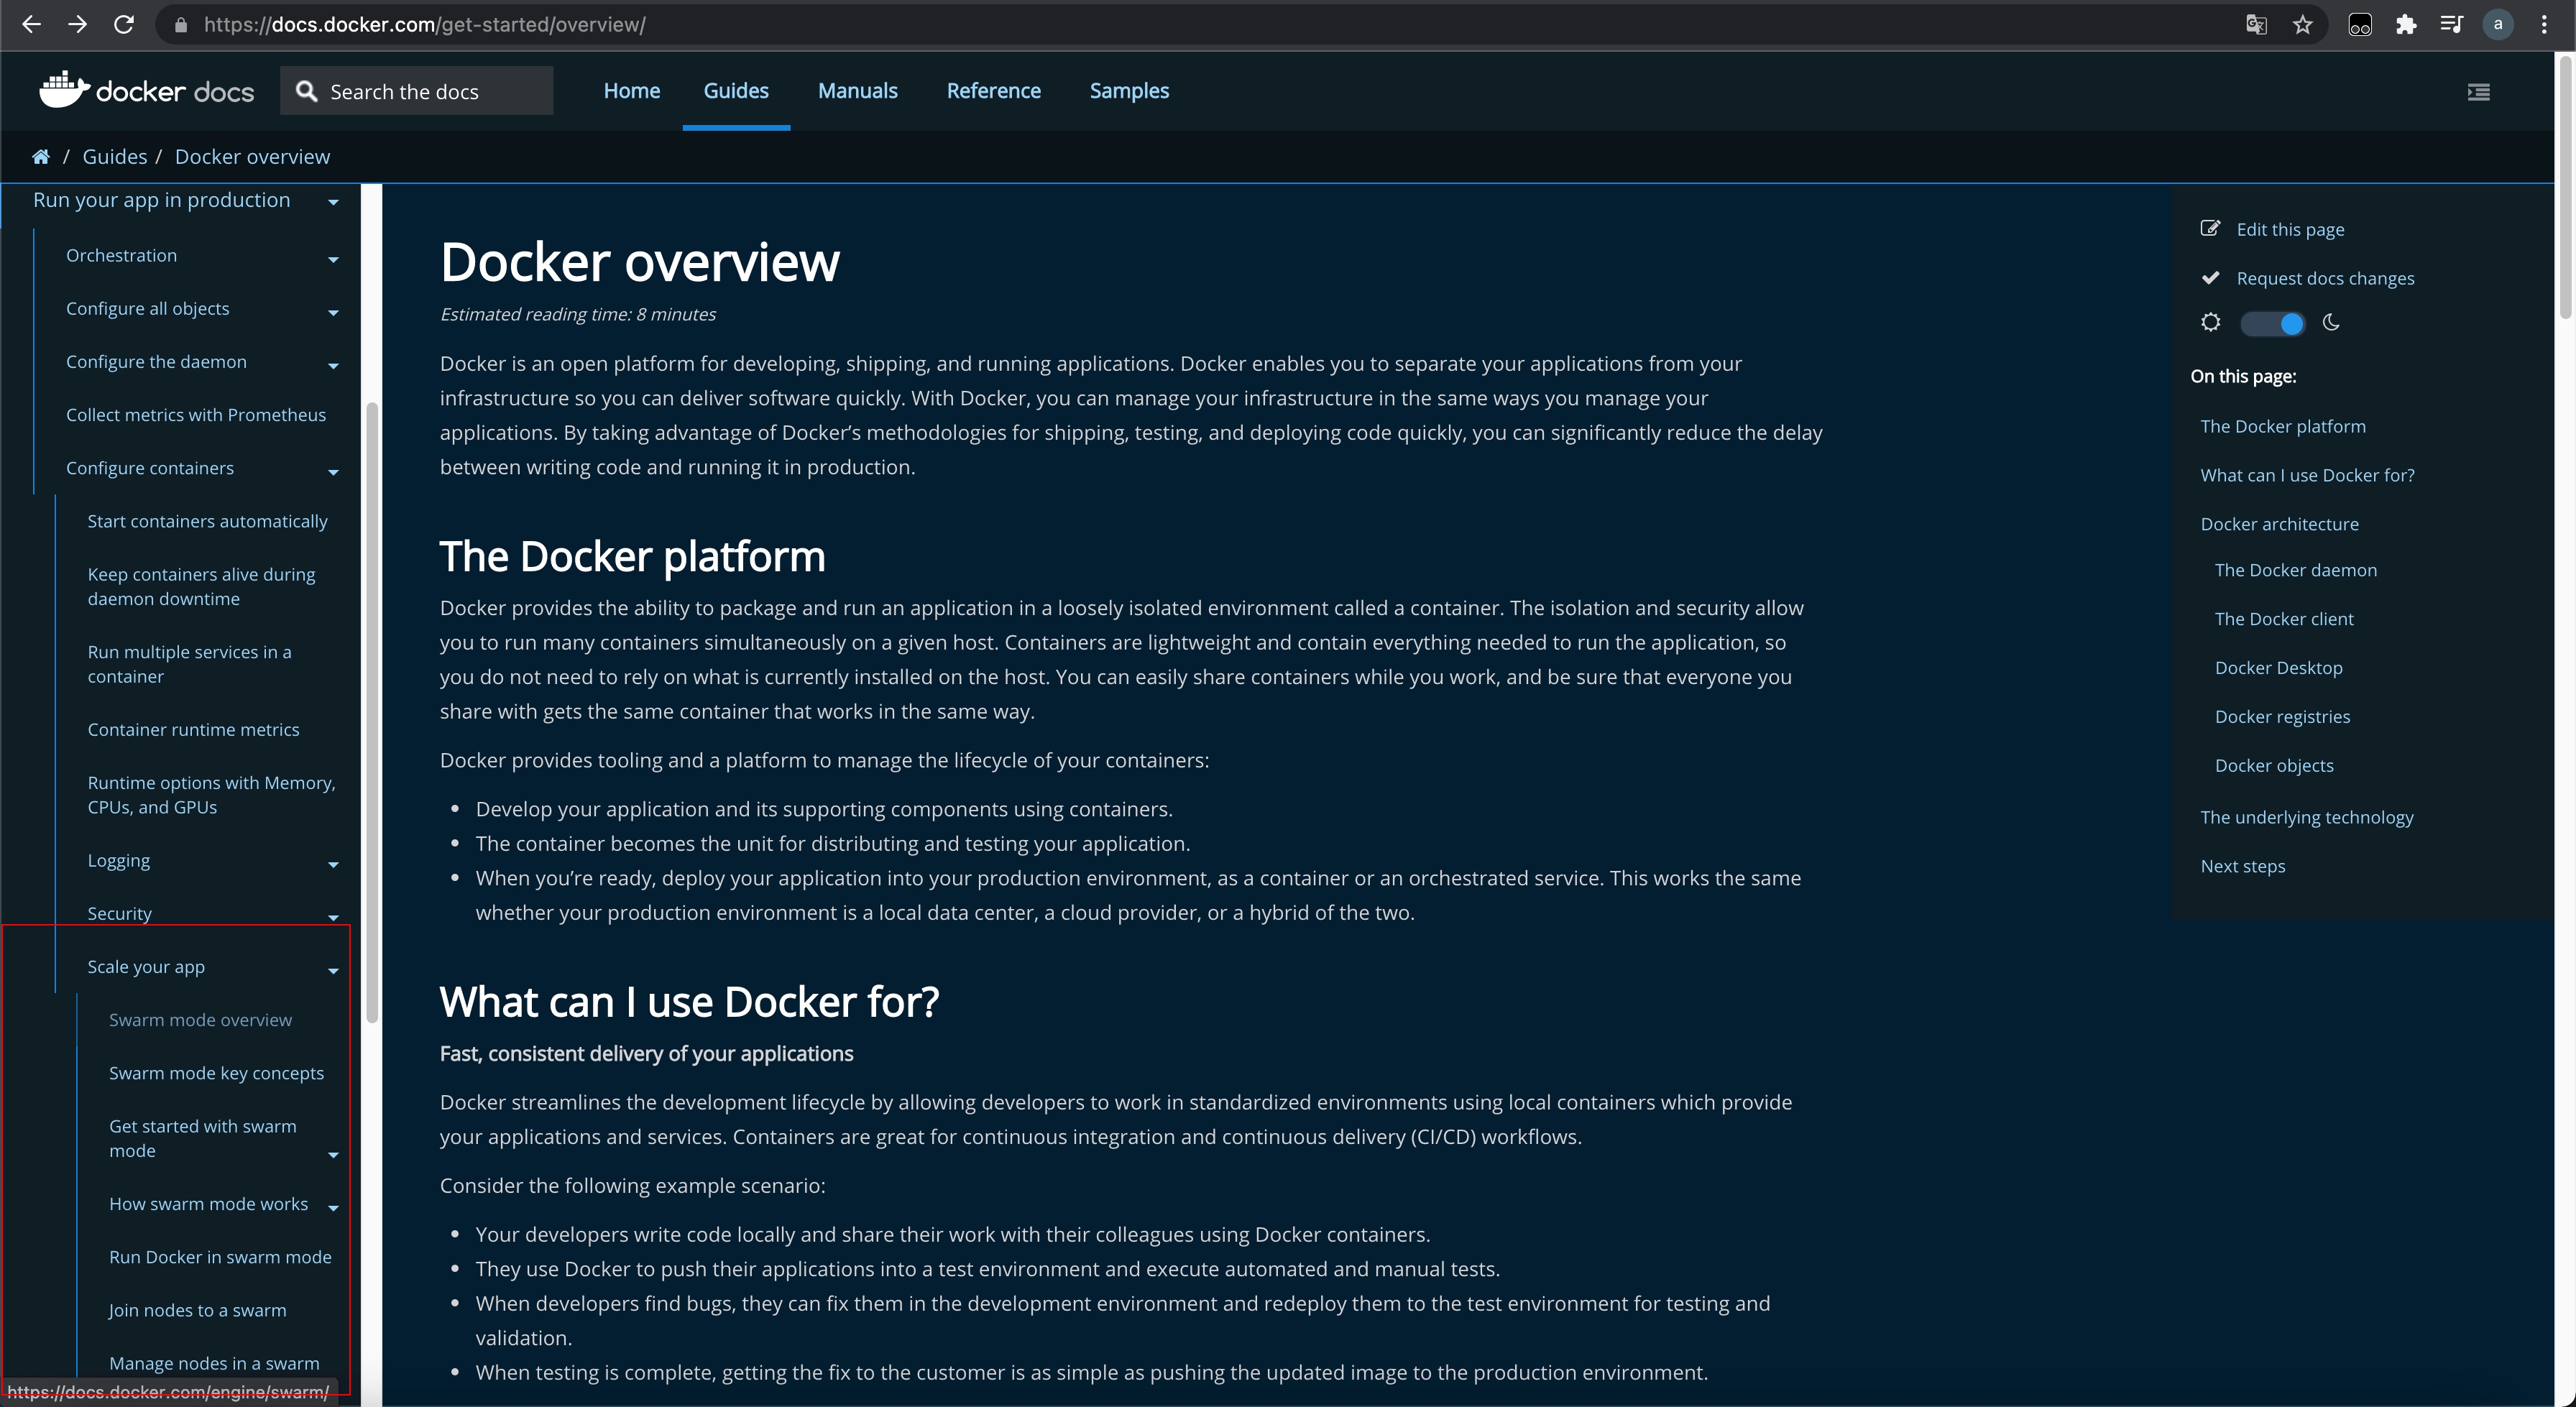 https://docs.docker.com/get-started/overview/
a
docker docs
Search the docs
Home
Guides
Manuals
Reference
Samples
/ Guides / Docker overview
Run your app in production
Orchestration
Configure all objects
Configure the daemon
Collect metrics with Prometheus
Configure containers
Start containers automatically
Keep containers alive during
daemon downtime
Run multiple services in a
container
Container runtime metrics
Runtime options with Memory,
CPUs, and GPUs
Logging
Security
Scale your app
Swarm mode overview
Swarm mode key concepts
Get started with swarm
mode
How swarm mode works
Run Docker in swarm mode
Join nodes to a swarm
Manage nodes in a swarm
https://docs.docker.com/engine/swarm/
Docker overview
Estimated reading time: 8 minutes
Docker is an open platform for developing, shipping, and running applications. Docker enables you to separate your applications from your
infrastructure so you can deliver software quickly. With Docker, you can manage your infrastructure in the same ways you manage your
applications. By taking advantage of Docker’s methodologies for shipping, testing, and deploying code quickly, you can significantly reduce the delay
between writing code and running it in production.
The Docker platform
Docker provides the ability to package and run an application in a loosely isolated environment called a container. The isolation and security allow
you to run many containers simultaneously on a given host. Containers are lightweight and contain everything needed to run the application, so
you do not need to rely on what is currently installed on the host. You can easily share containers while you work, and be sure that everyone you
share with gets the same container that works in the same way.
Docker provides tooling and a platform to manage the lifecycle of your containers:
• Develop your application and its supporting components using containers.
• The container becomes the unit for distributing and testing your application.
• When you’re ready, deploy your application into your production environment, as a container or an orchestrated service. This works the same
whether your production environment is a local data center, a cloud provider, or a hybrid of the two.
What can I use Docker for?
Fast, consistent delivery of your applications
Docker streamlines the development lifecycle by allowing developers to work in standardized environments using local containers which provide
your applications and services. Containers are great for continuous integration and continuous delivery (CI/CD) workflows.
Consider the following example scenario:
• Your developers write code locally and share their work with their colleagues using Docker containers.
• They use Docker to push their applications into a test environment and execute automated and manual tests.
• When developers find bugs, they can fix them in the development environment and redeploy them to the test environment for testing and
validation.
• When testing is complete, getting the fix to the customer is as simple as pushing the updated image to the production environment.
Edit this page
Request docs changes
On this page:
The Docker platform
What can I use Docker for?
Docker architecture
The Docker daemon
The Docker client
Docker Desktop
Docker registries
Docker objects
The underlying technology
Next steps